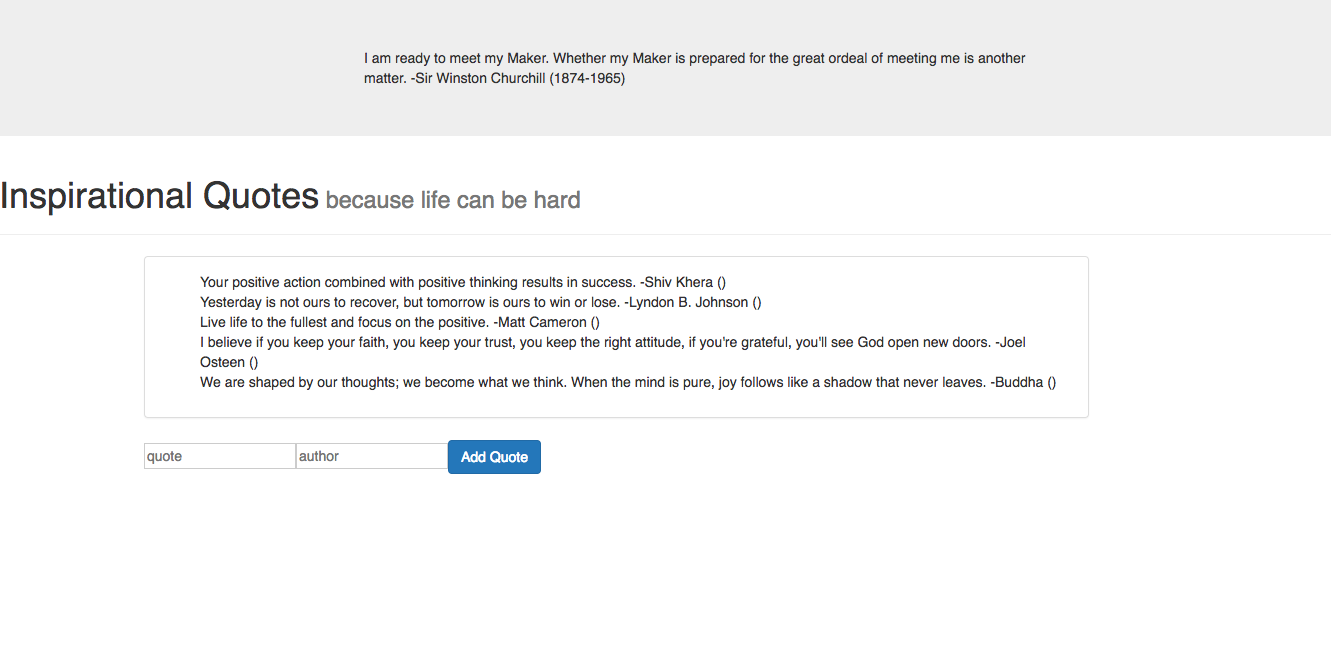 I am ready to meet my Maker. Whether my Maker is prepared for the great ordeal of meeting me is another
matter. -Sir Winston Churchill (1874-1965)
Inspirational Quotes because life can be hard
Your positive action combined with positive thinking results in success. -Shiv Khera ()
Yesterday is not ours to recover, but tomorrow is ours to win or lose. -Lyndon B. Johnson ()
Live life to the fullest and focus on the positive. -Matt Cameron ()
I believe if you keep your faith, you keep your trust, you keep the right attitude, if you're grateful, you'll see God open new doors. -Joel
Osteen ()
We are shaped by our thoughts; we become what we think. When the mind is pure, joy follows like a shadow that never leaves. -Buddha ()
quote author Add Quote